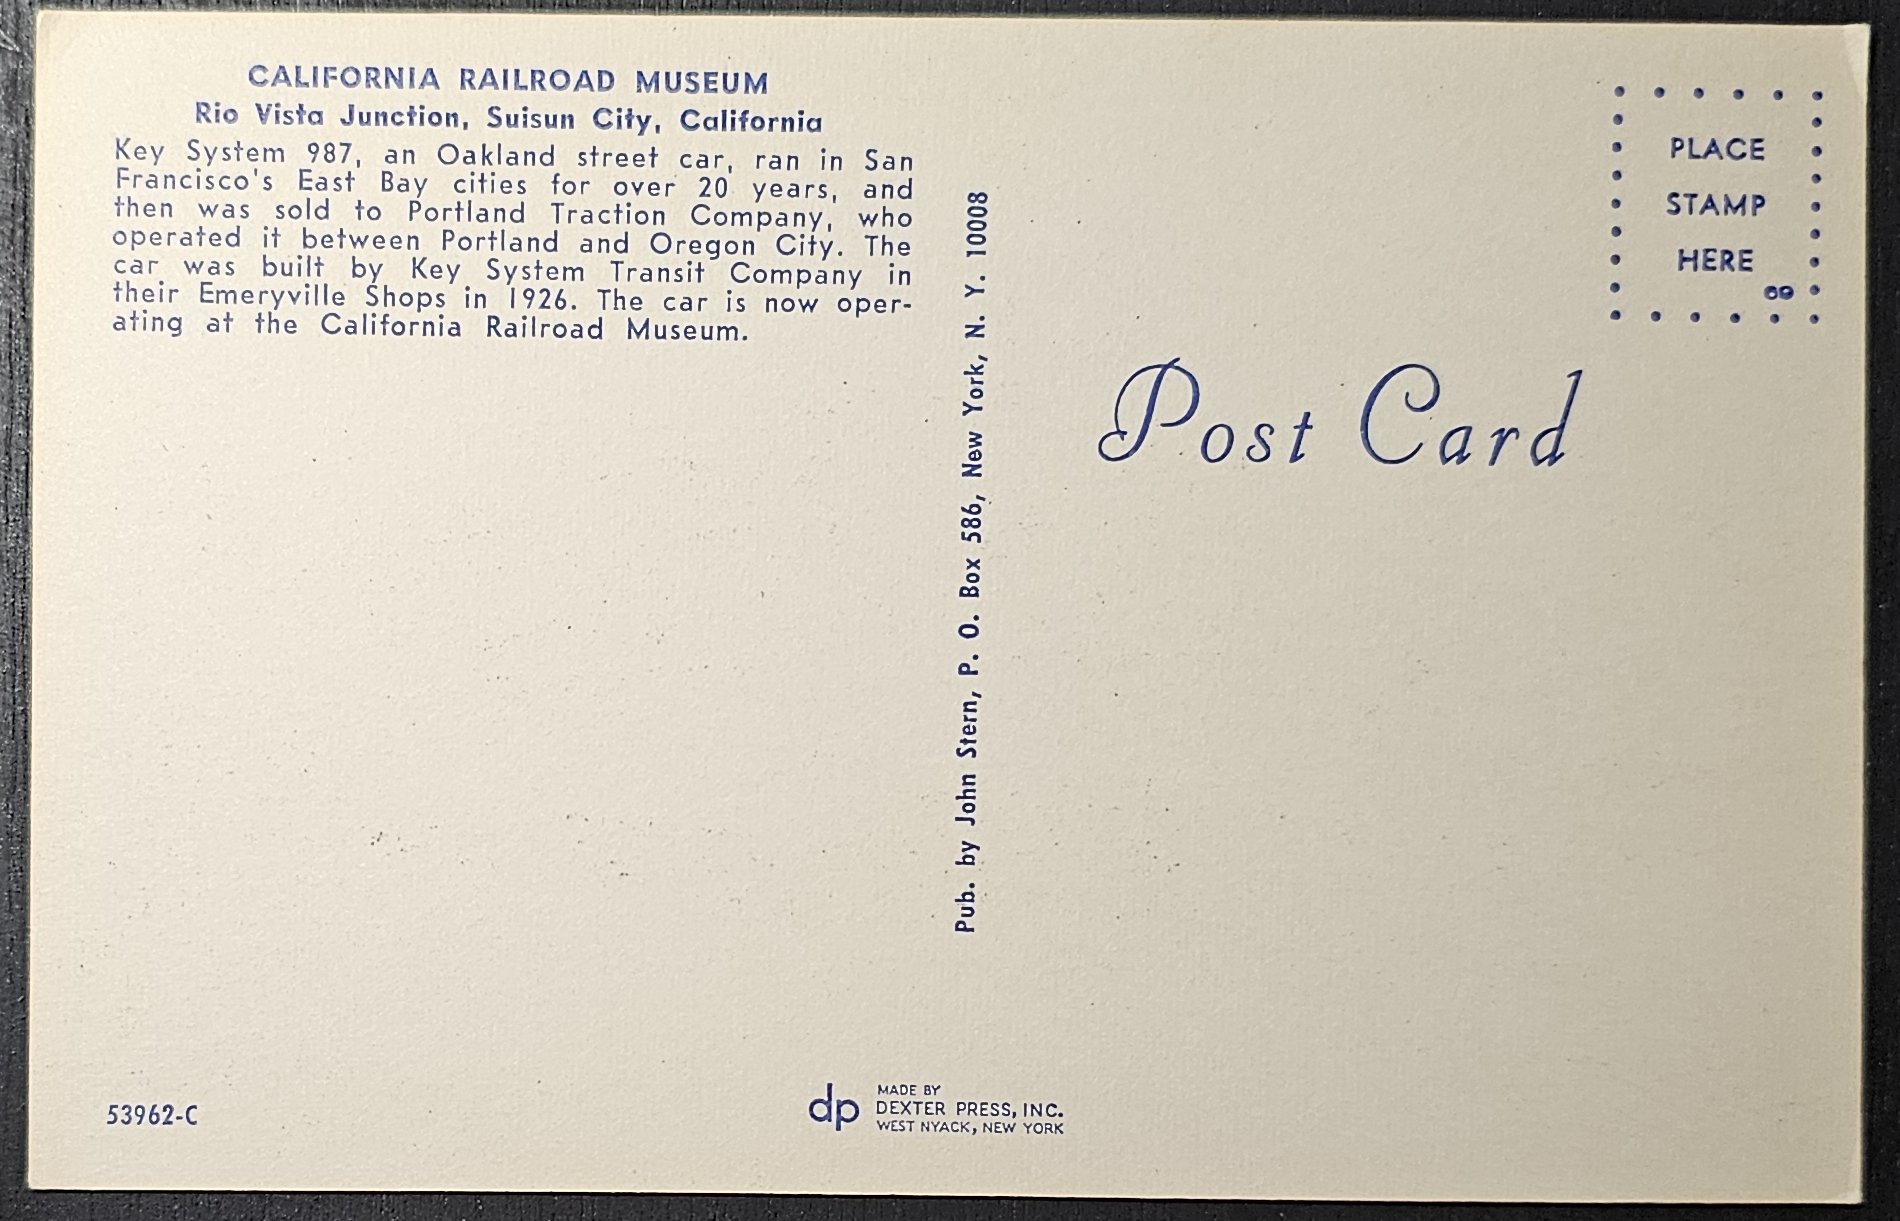 CALIFORNIA RAILROAD MUSEUM
Rio Vista Junction, Suisun City, California
Key System 987, an Oakland street car, ran in San
Francisco's East Bay cities for over 20 years, and
then was sold to Portland Traction Company, who
operated it between Portland and Oregon City. The
car was built by Key System Transit Company in
their Emeryville Shops in 1926. The car is now oper-
ating at the California Railroad Museum.
Pub. by John Stern, P. O. Box 586, New York, N. Y. 10008
PLACE
STAMP
HERE
Post Card
53962-C
dp
MADE BY
DEXTER PRESS, INC.
WEST NYACK, NEW YORK